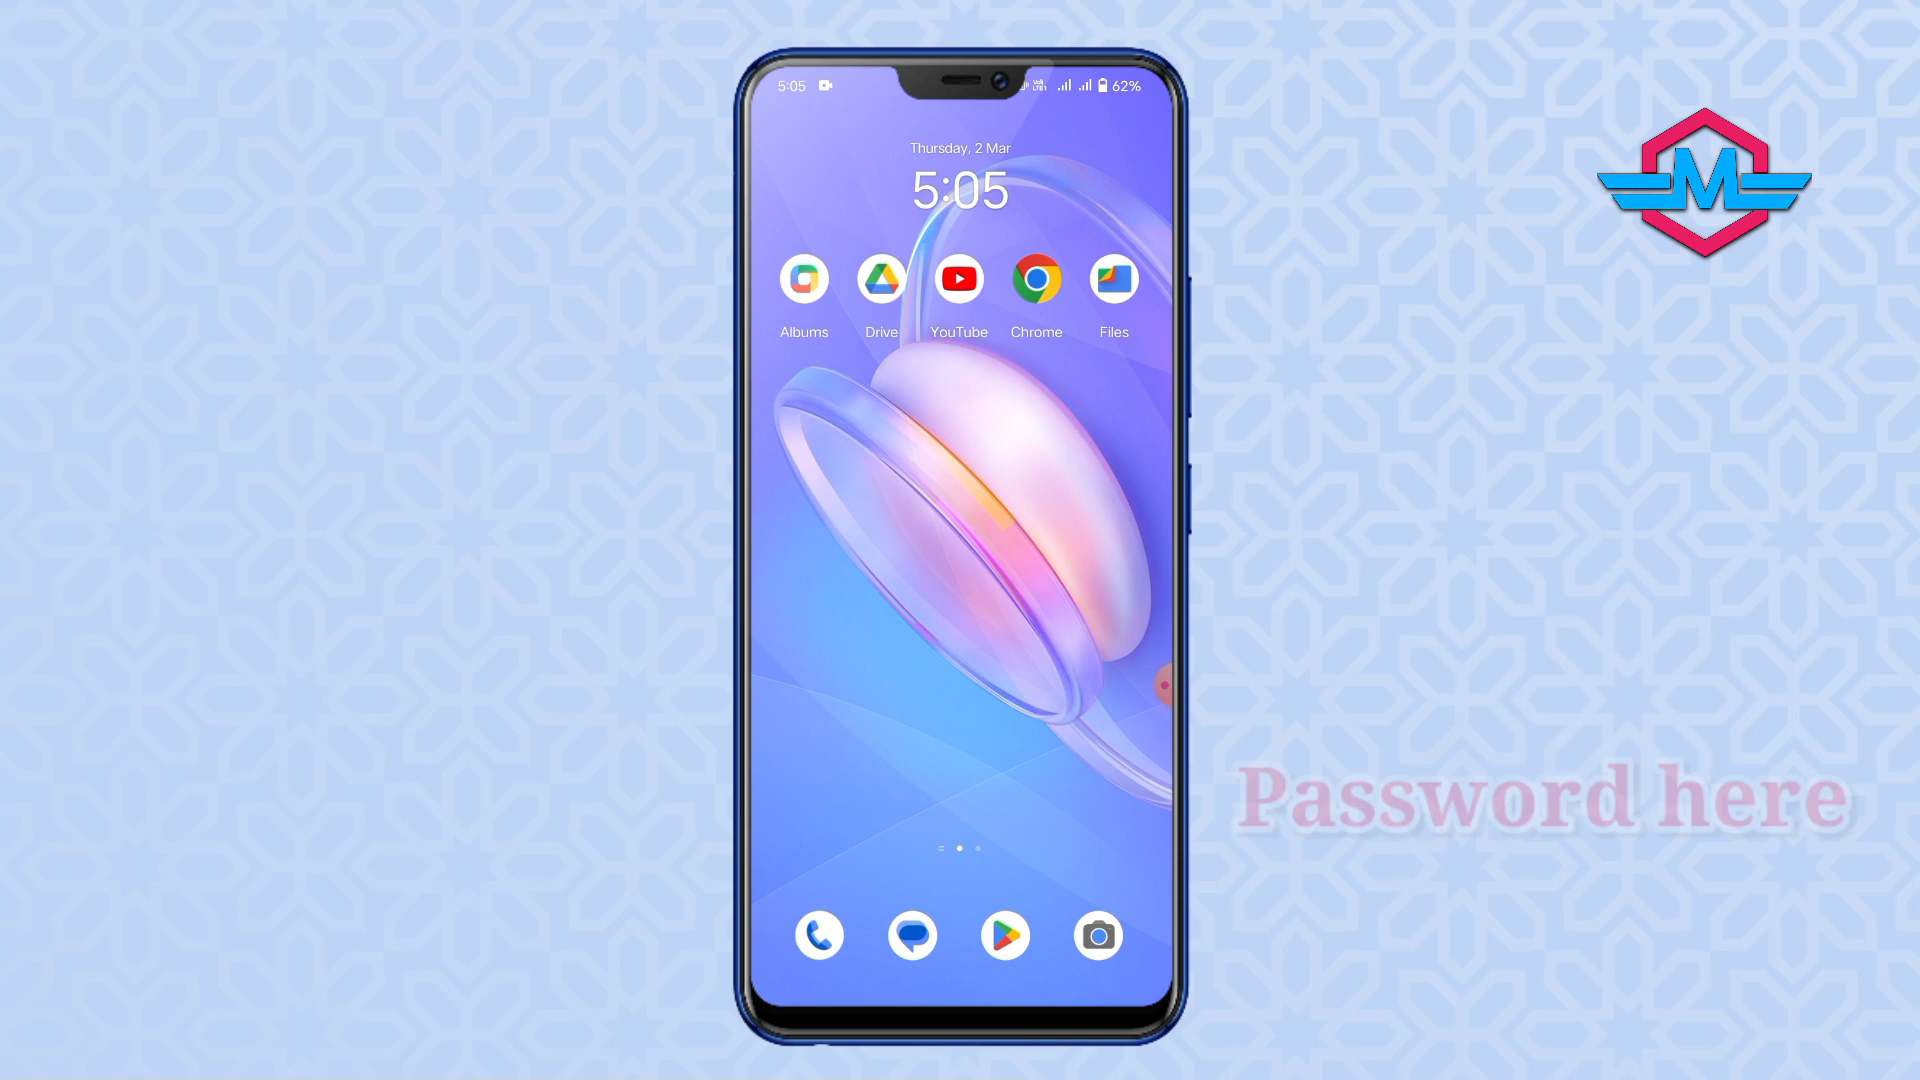 5:05
62%
Thursday, 2 Mar
5:05
Albums
Drive
YouTube
Chrome
Files
M
Password here